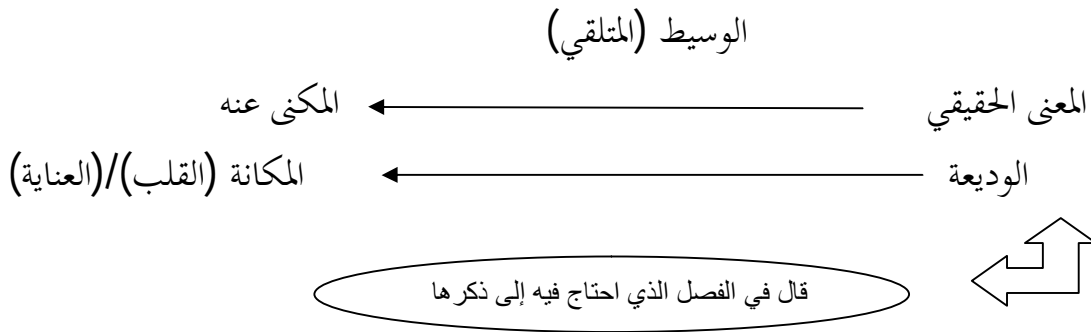 الوسيط (المتلقي)
المعنى الحقيقي المكنى عنه
الوديعة المكانة (القلب)/(العناية)
قال في الفصل الذي احتاج فيه إلى ذكرها